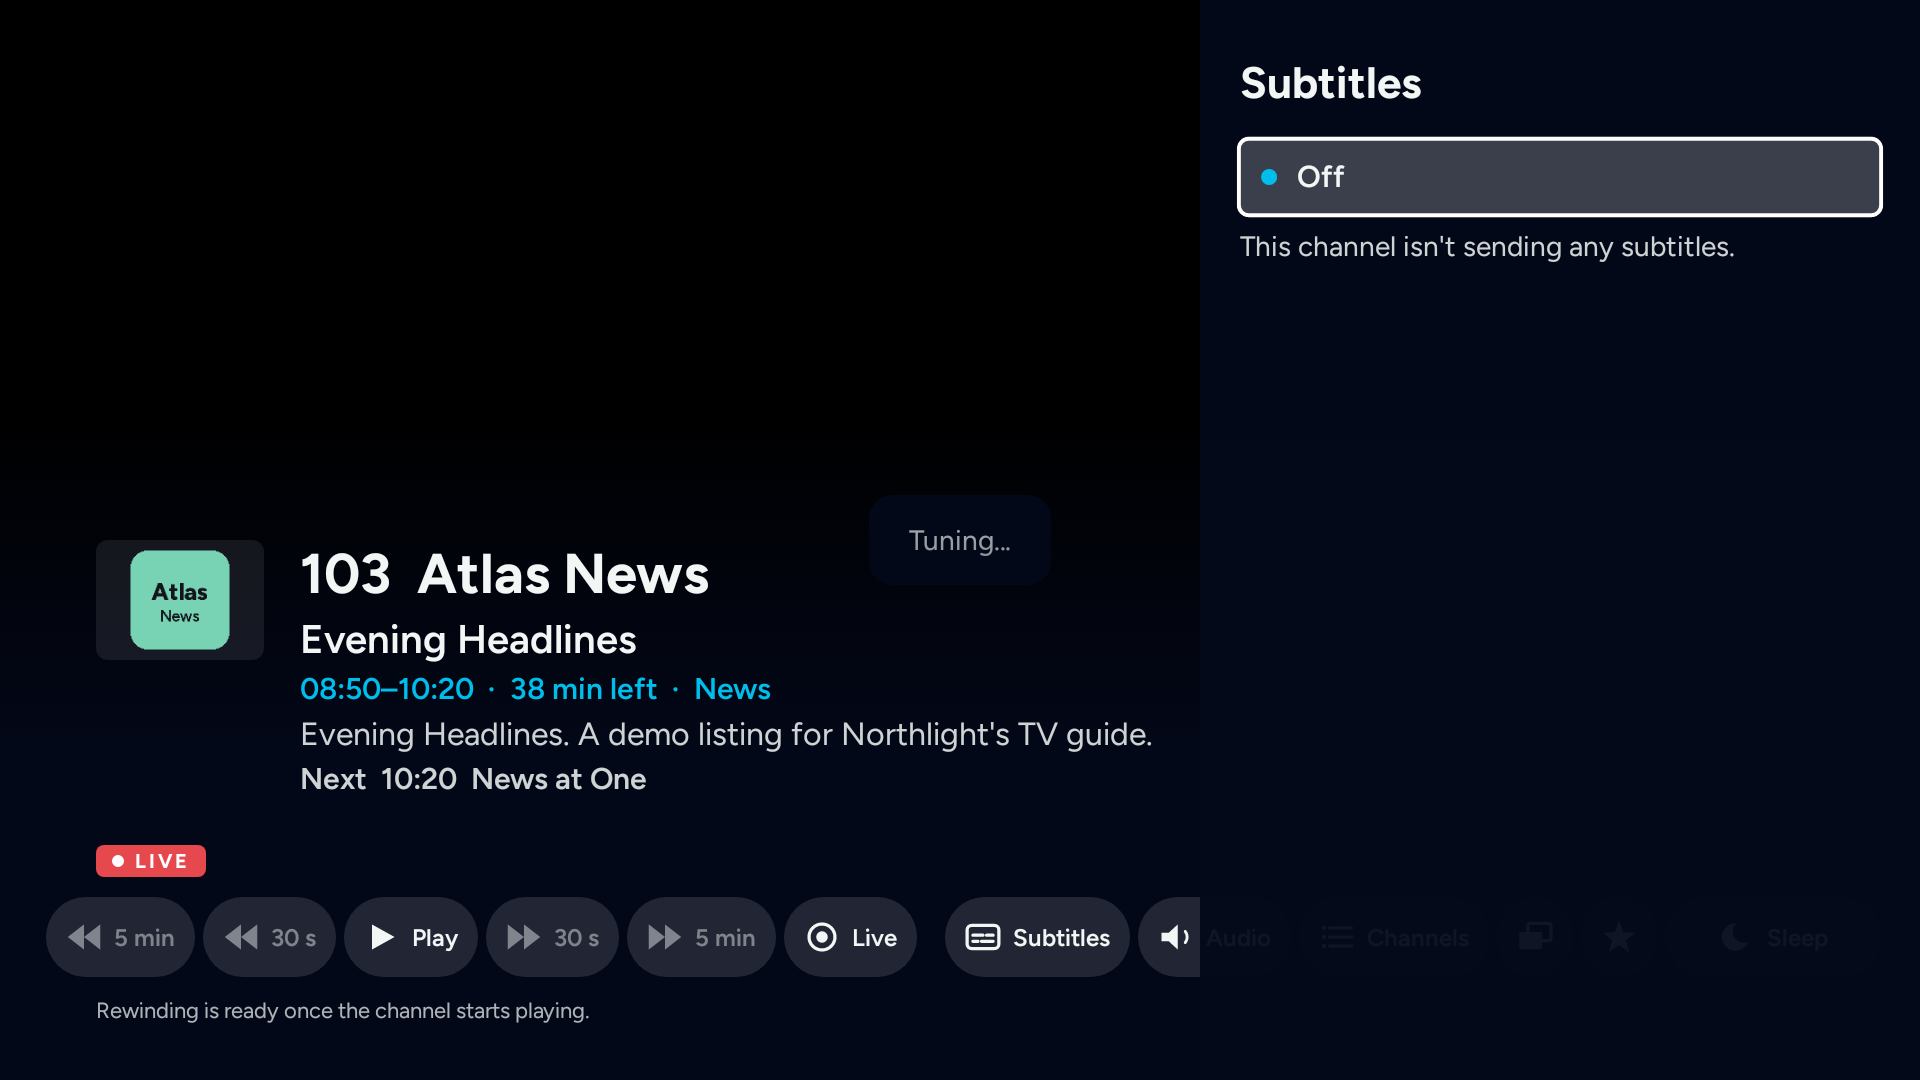 Subtitles
Off
This channel isn't sending any subtitles.
Tuning...
Atlas
News
103 Atlas News
Evening Headlines
08:50–10:20 · 38 min left · News
Evening Headlines. A demo listing for Northlight's TV guide.
Next 10:20 News at One
LIVE
5 min 30 s Play 30 s 5 min Live Subtitles Audio Channels Sleep
Rewinding is ready once the channel starts playing.